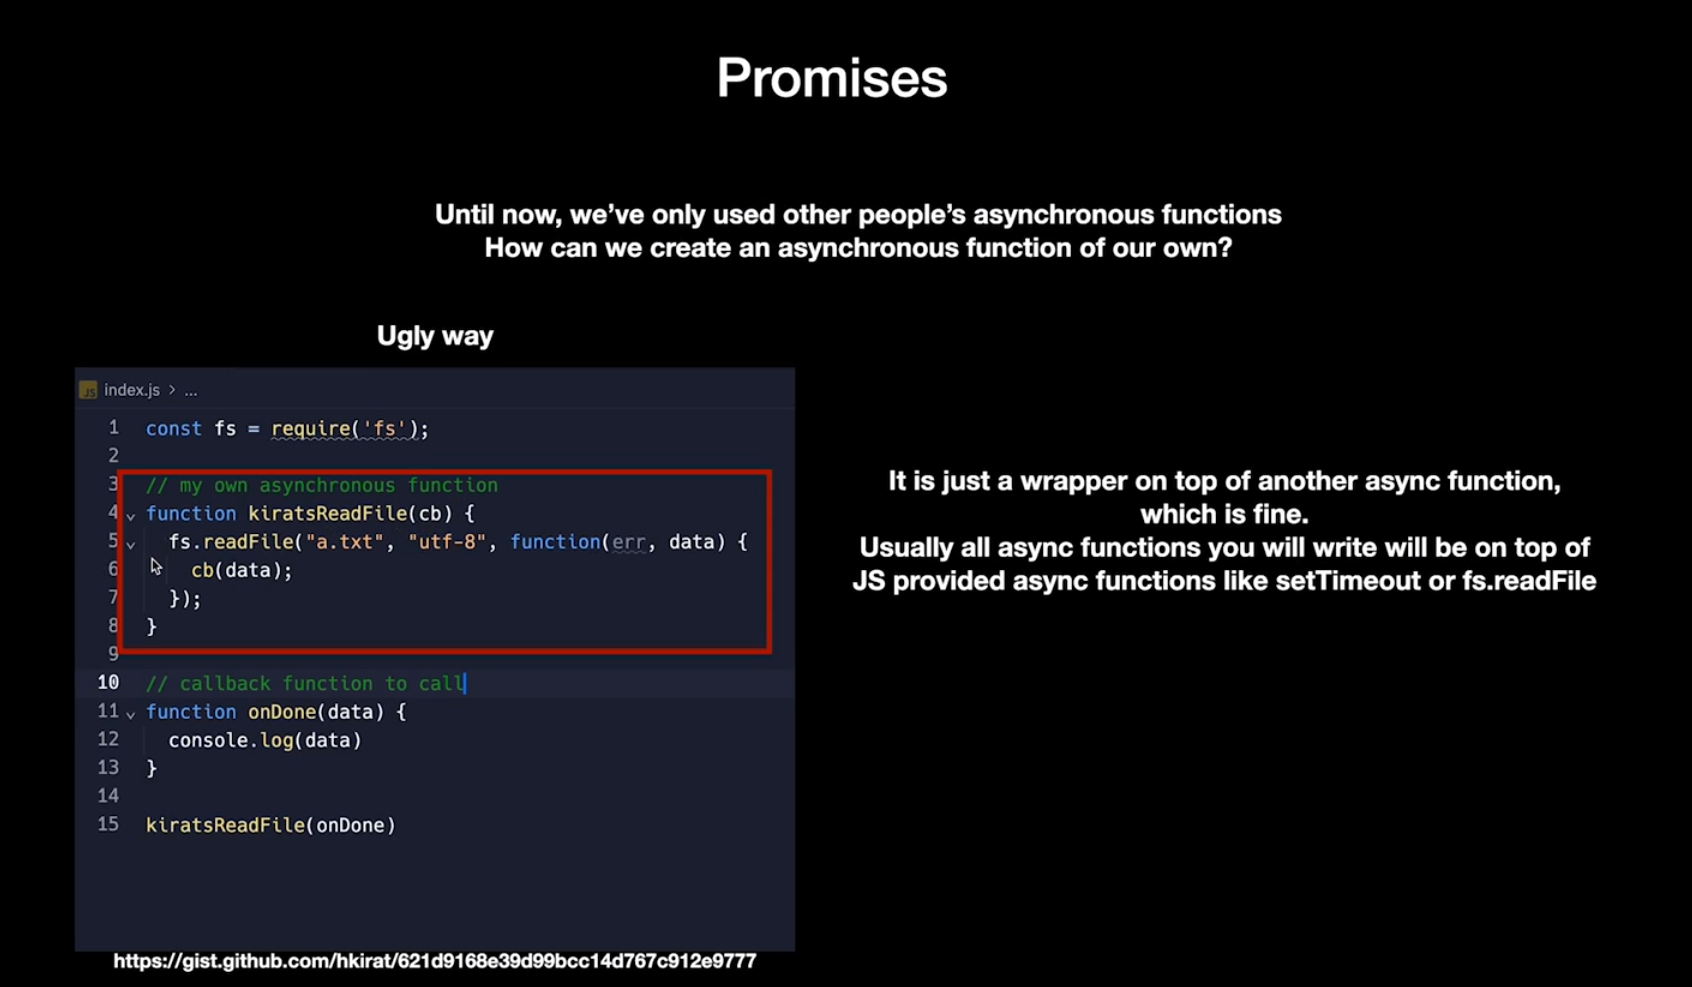 Promises
Until now, we've only used other people's asynchronous functions
How can we create an asynchronous function of our own?
Ugly way
JS index.js > ...
1 const fs = require('fs');
2
3 // my own asynchronous function
4 function kiratsReadFile(cb) {
5 fs.readFile("a.txt", "utf-8", function(err, data) {
6 cb(data);
7 });
8 }
9
10 // callback function to call
11 function onDone(data) {
12 console.log(data)
13 }
14
15 kiratsReadFile(onDone)
https://gist.github.com/hkirat/621d9168e39d99bcc14d767c912e9777
It is just a wrapper on top of another async function,
which is fine.
Usually all async functions you will write will be on top of
JS provided async functions like setTimeout or fs.readFile